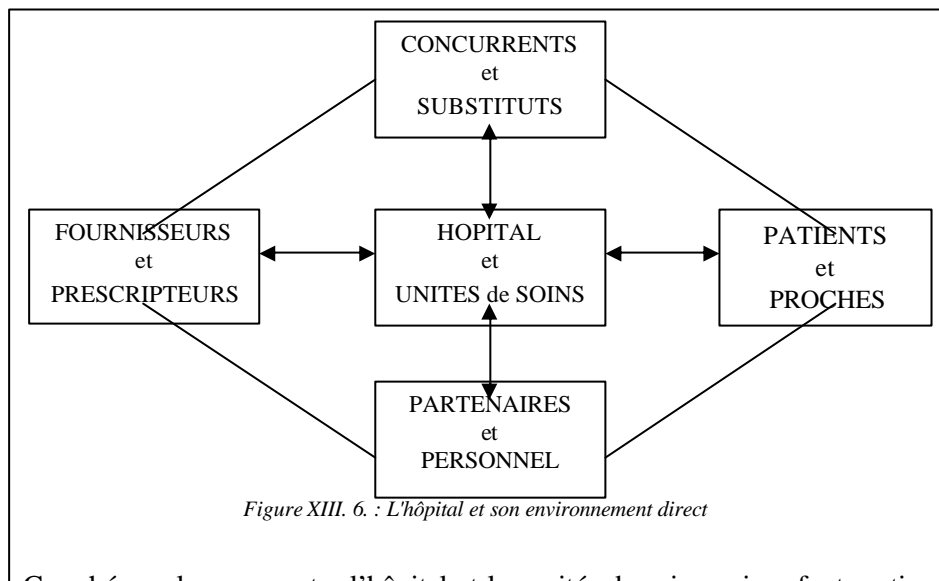 CONCURRENTS
et
SUBSTITUTS
FOURNISSEURS
et
PRESCRIPTEURS
HOPITAL
et
UNITES de SOINS
PATIENTS
et
PROCHES
PARTENAIRES
et
PERSONNEL
Figure XIII. 6. : L'hôpital et son environnement direct